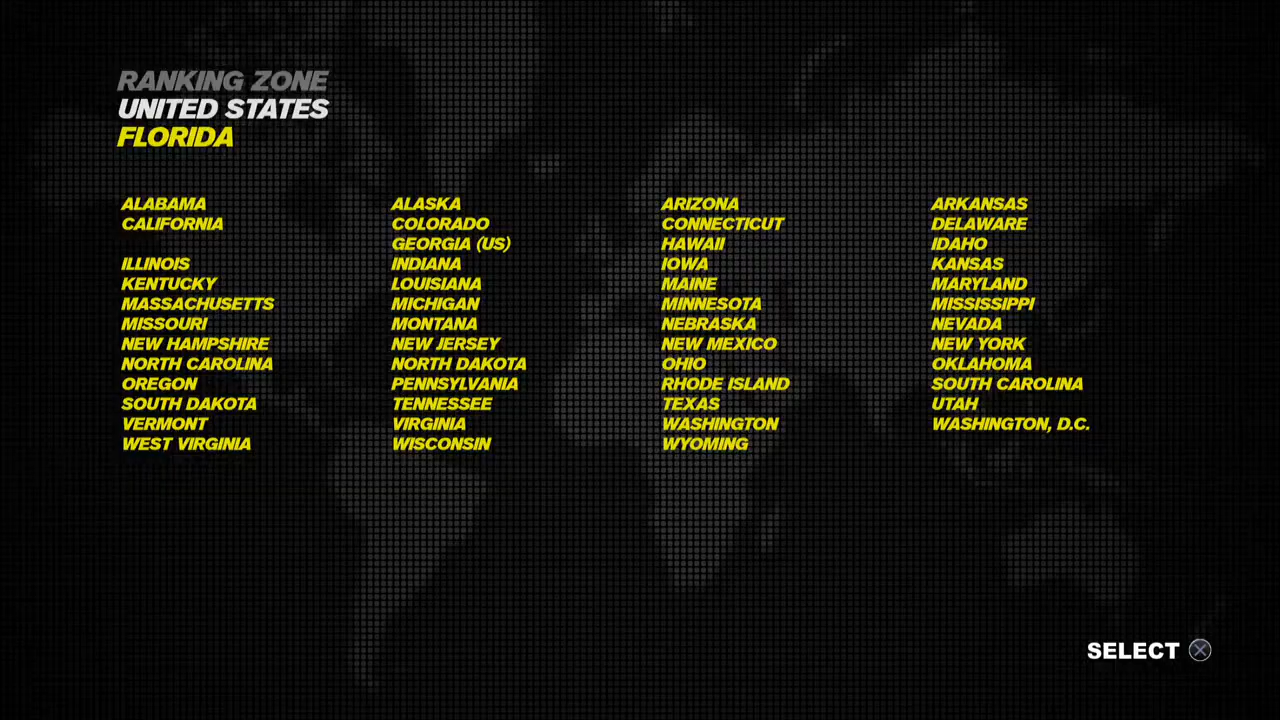 RANKING ZONE
UNITED STATES
FLORIDA
ALABAMA ALASKA ARIZONA ARKANSAS
CALIFORNIA COLORADO CONNECTICUT DELAWARE
GEORGIA (US) HAWAII IDAHO
ILLINOIS INDIANA IOWA KANSAS
KENTUCKY LOUISIANA MAINE MARYLAND
MASSACHUSETTS MICHIGAN MINNESOTA MISSISSIPPI
MISSOURI MONTANA NEBRASKA NEVADA
NEW HAMPSHIRE NEW JERSEY NEW MEXICO NEW YORK
NORTH CAROLINA NORTH DAKOTA OHIO OKLAHOMA
OREGON PENNSYLVANIA RHODE ISLAND SOUTH CAROLINA
SOUTH DAKOTA TENNESSEE TEXAS UTAH
VERMONT VIRGINIA WASHINGTON WASHINGTON, D.C.
WEST VIRGINIA WISCONSIN WYOMING
SELECT